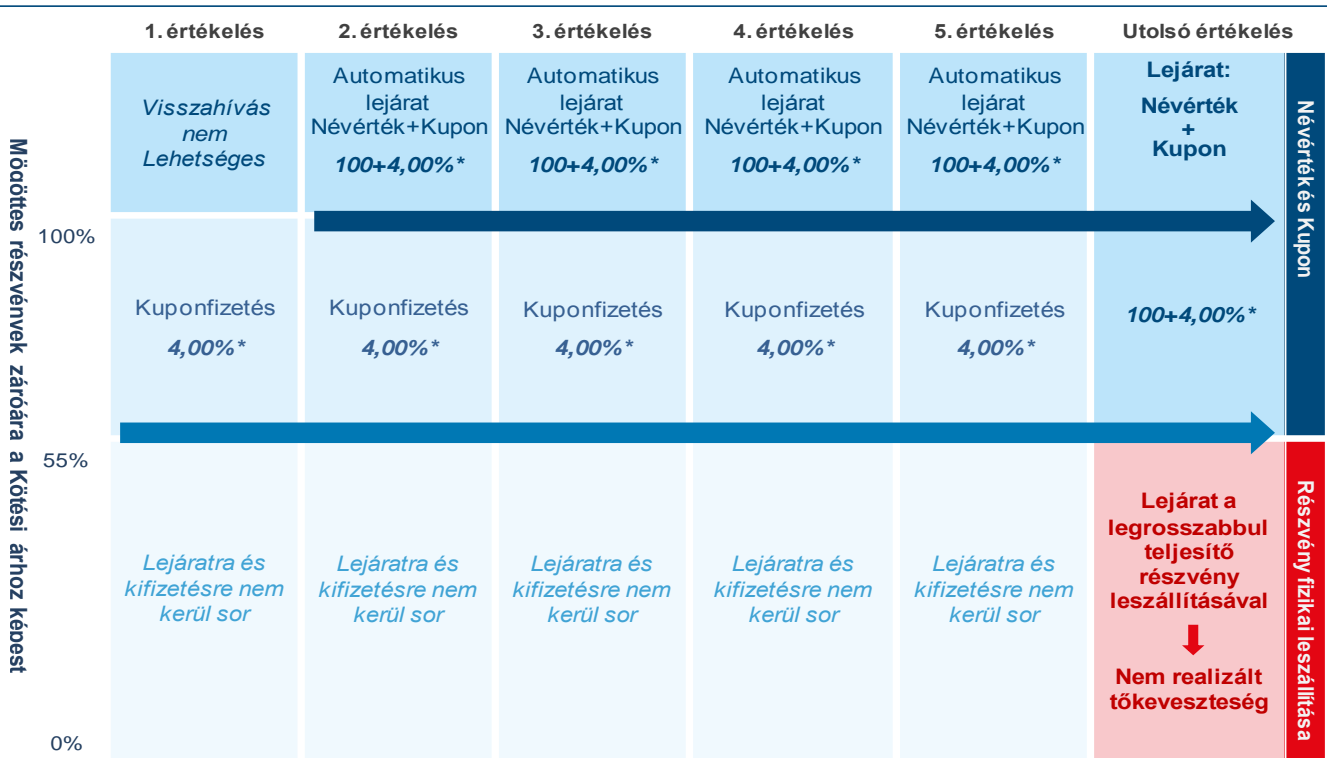 1. értékelés
2. értékelés
3. értékelés
4. értékelés
5. értékelés
Utolsó értékelés
Visszahívás
nem
Lehetséges
Automatikus
lejárat
Névérték+Kupon
100+4,00%*
Automatikus
lejárat
Névérték+Kupon
100+4,00%*
Automatikus
lejárat
Névérték+Kupon
100+4,00%*
Automatikus
lejárat
Névérték+Kupon
100+4,00%*
Lejárat:
Névérték
+
Kupon
Névérték és Kupon
Mögöttes részvények záróára a Kötési árhoz képest
100%
Kuponfizetés
4,00%*
Kuponfizetés
4,00%*
Kuponfizetés
4,00%*
Kuponfizetés
4,00%*
Kuponfizetés
4,00%*
100+4,00%*
55%
Lejáratra és
kifizetésre nem
kerül sor
Lejáratra és
kifizetésre nem
kerül sor
Lejáratra és
kifizetésre nem
kerül sor
Lejáratra és
kifizetésre nem
kerül sor
Lejáratra és
kifizetésre nem
kerül sor
Lejárat a
legrosszabbul
teljesítő
részvény
leszállításával
Nem realizált
tőkeveszteség
Részvény fizikai leszállítása
0%